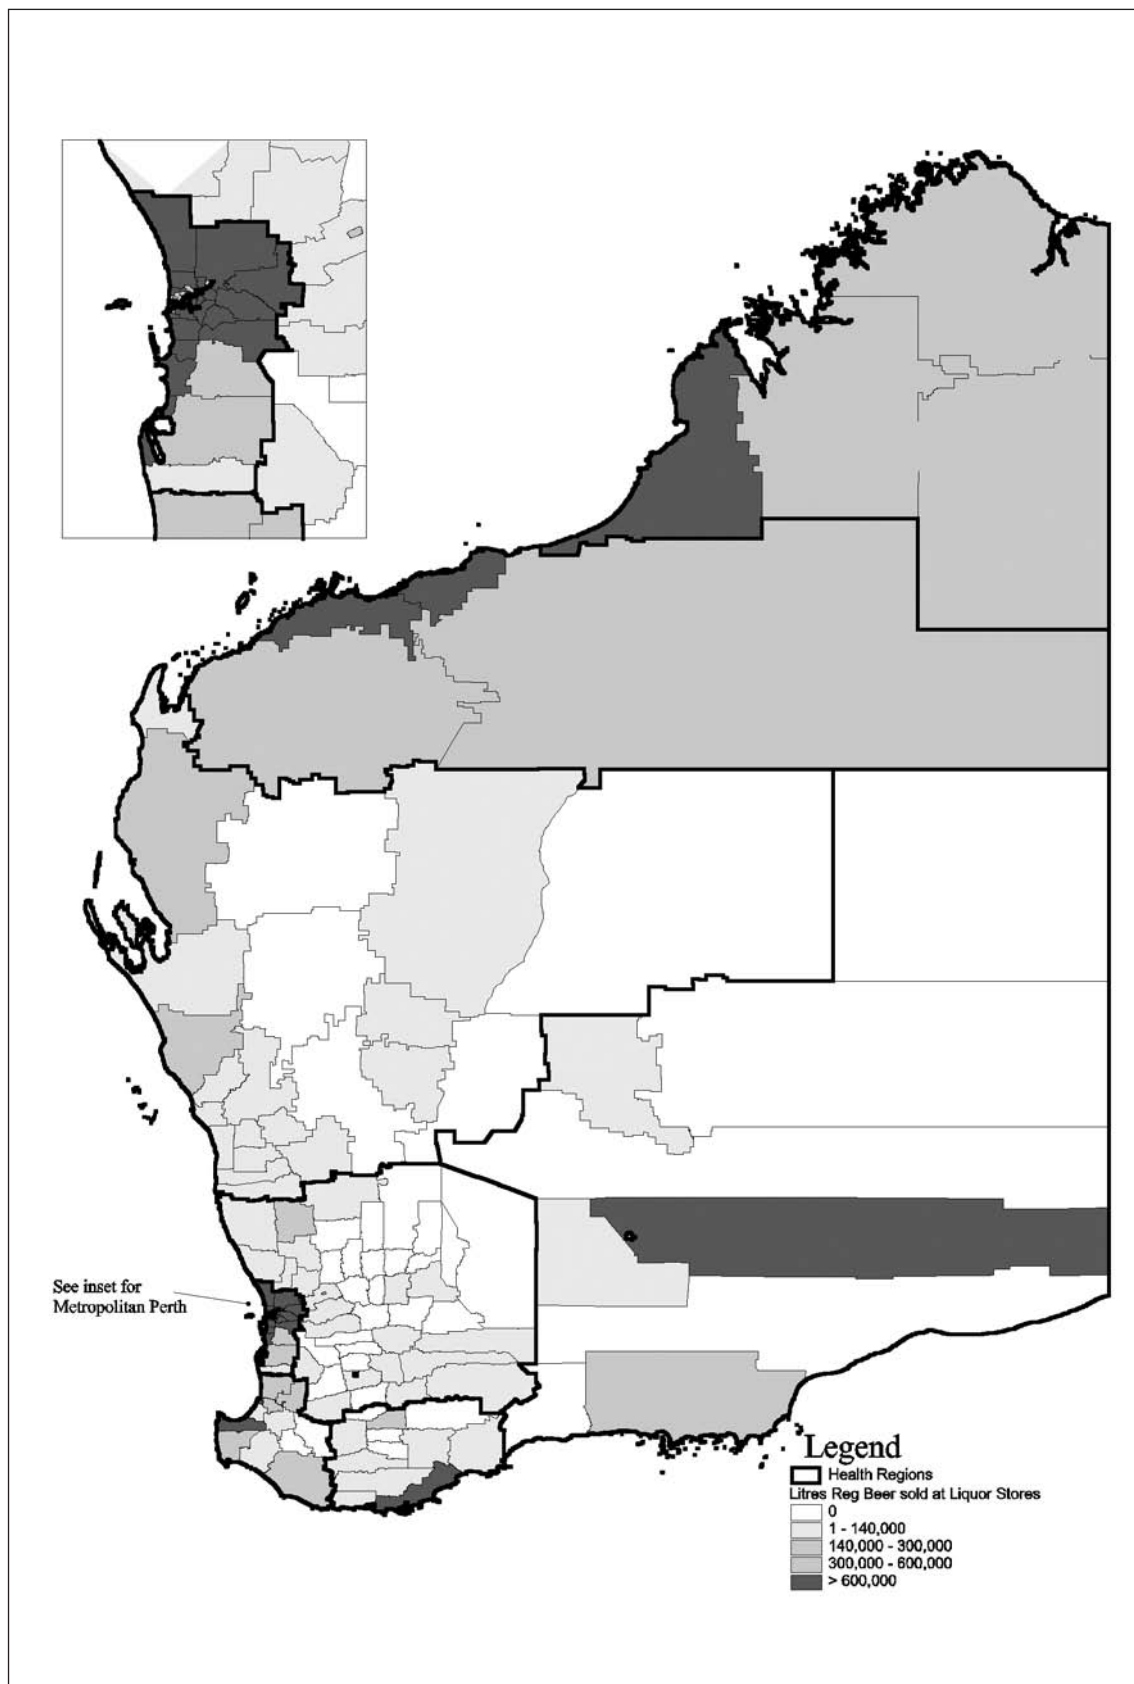 See inset for
Metropolitan Perth
Legend
Health Regions
Litres Reg Beer sold at Liquor Stores
0
1 - 140,000
140,000 - 300,000
300,000 - 600,000
> 600,000